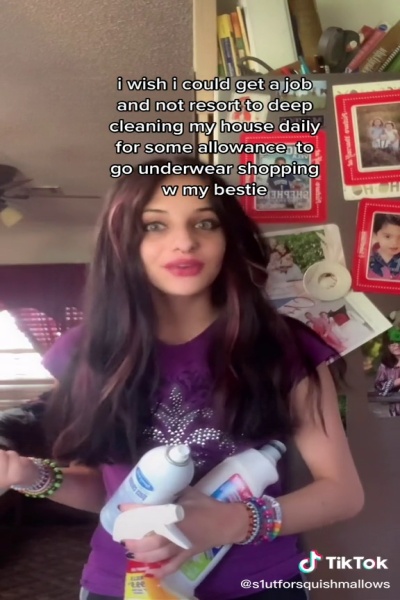 i wish i could get a job
and not resort to deep
cleaning my house daily
for some allowance to
go underwear shopping
w my bestie
TikTok
@s1utforsquishmallows